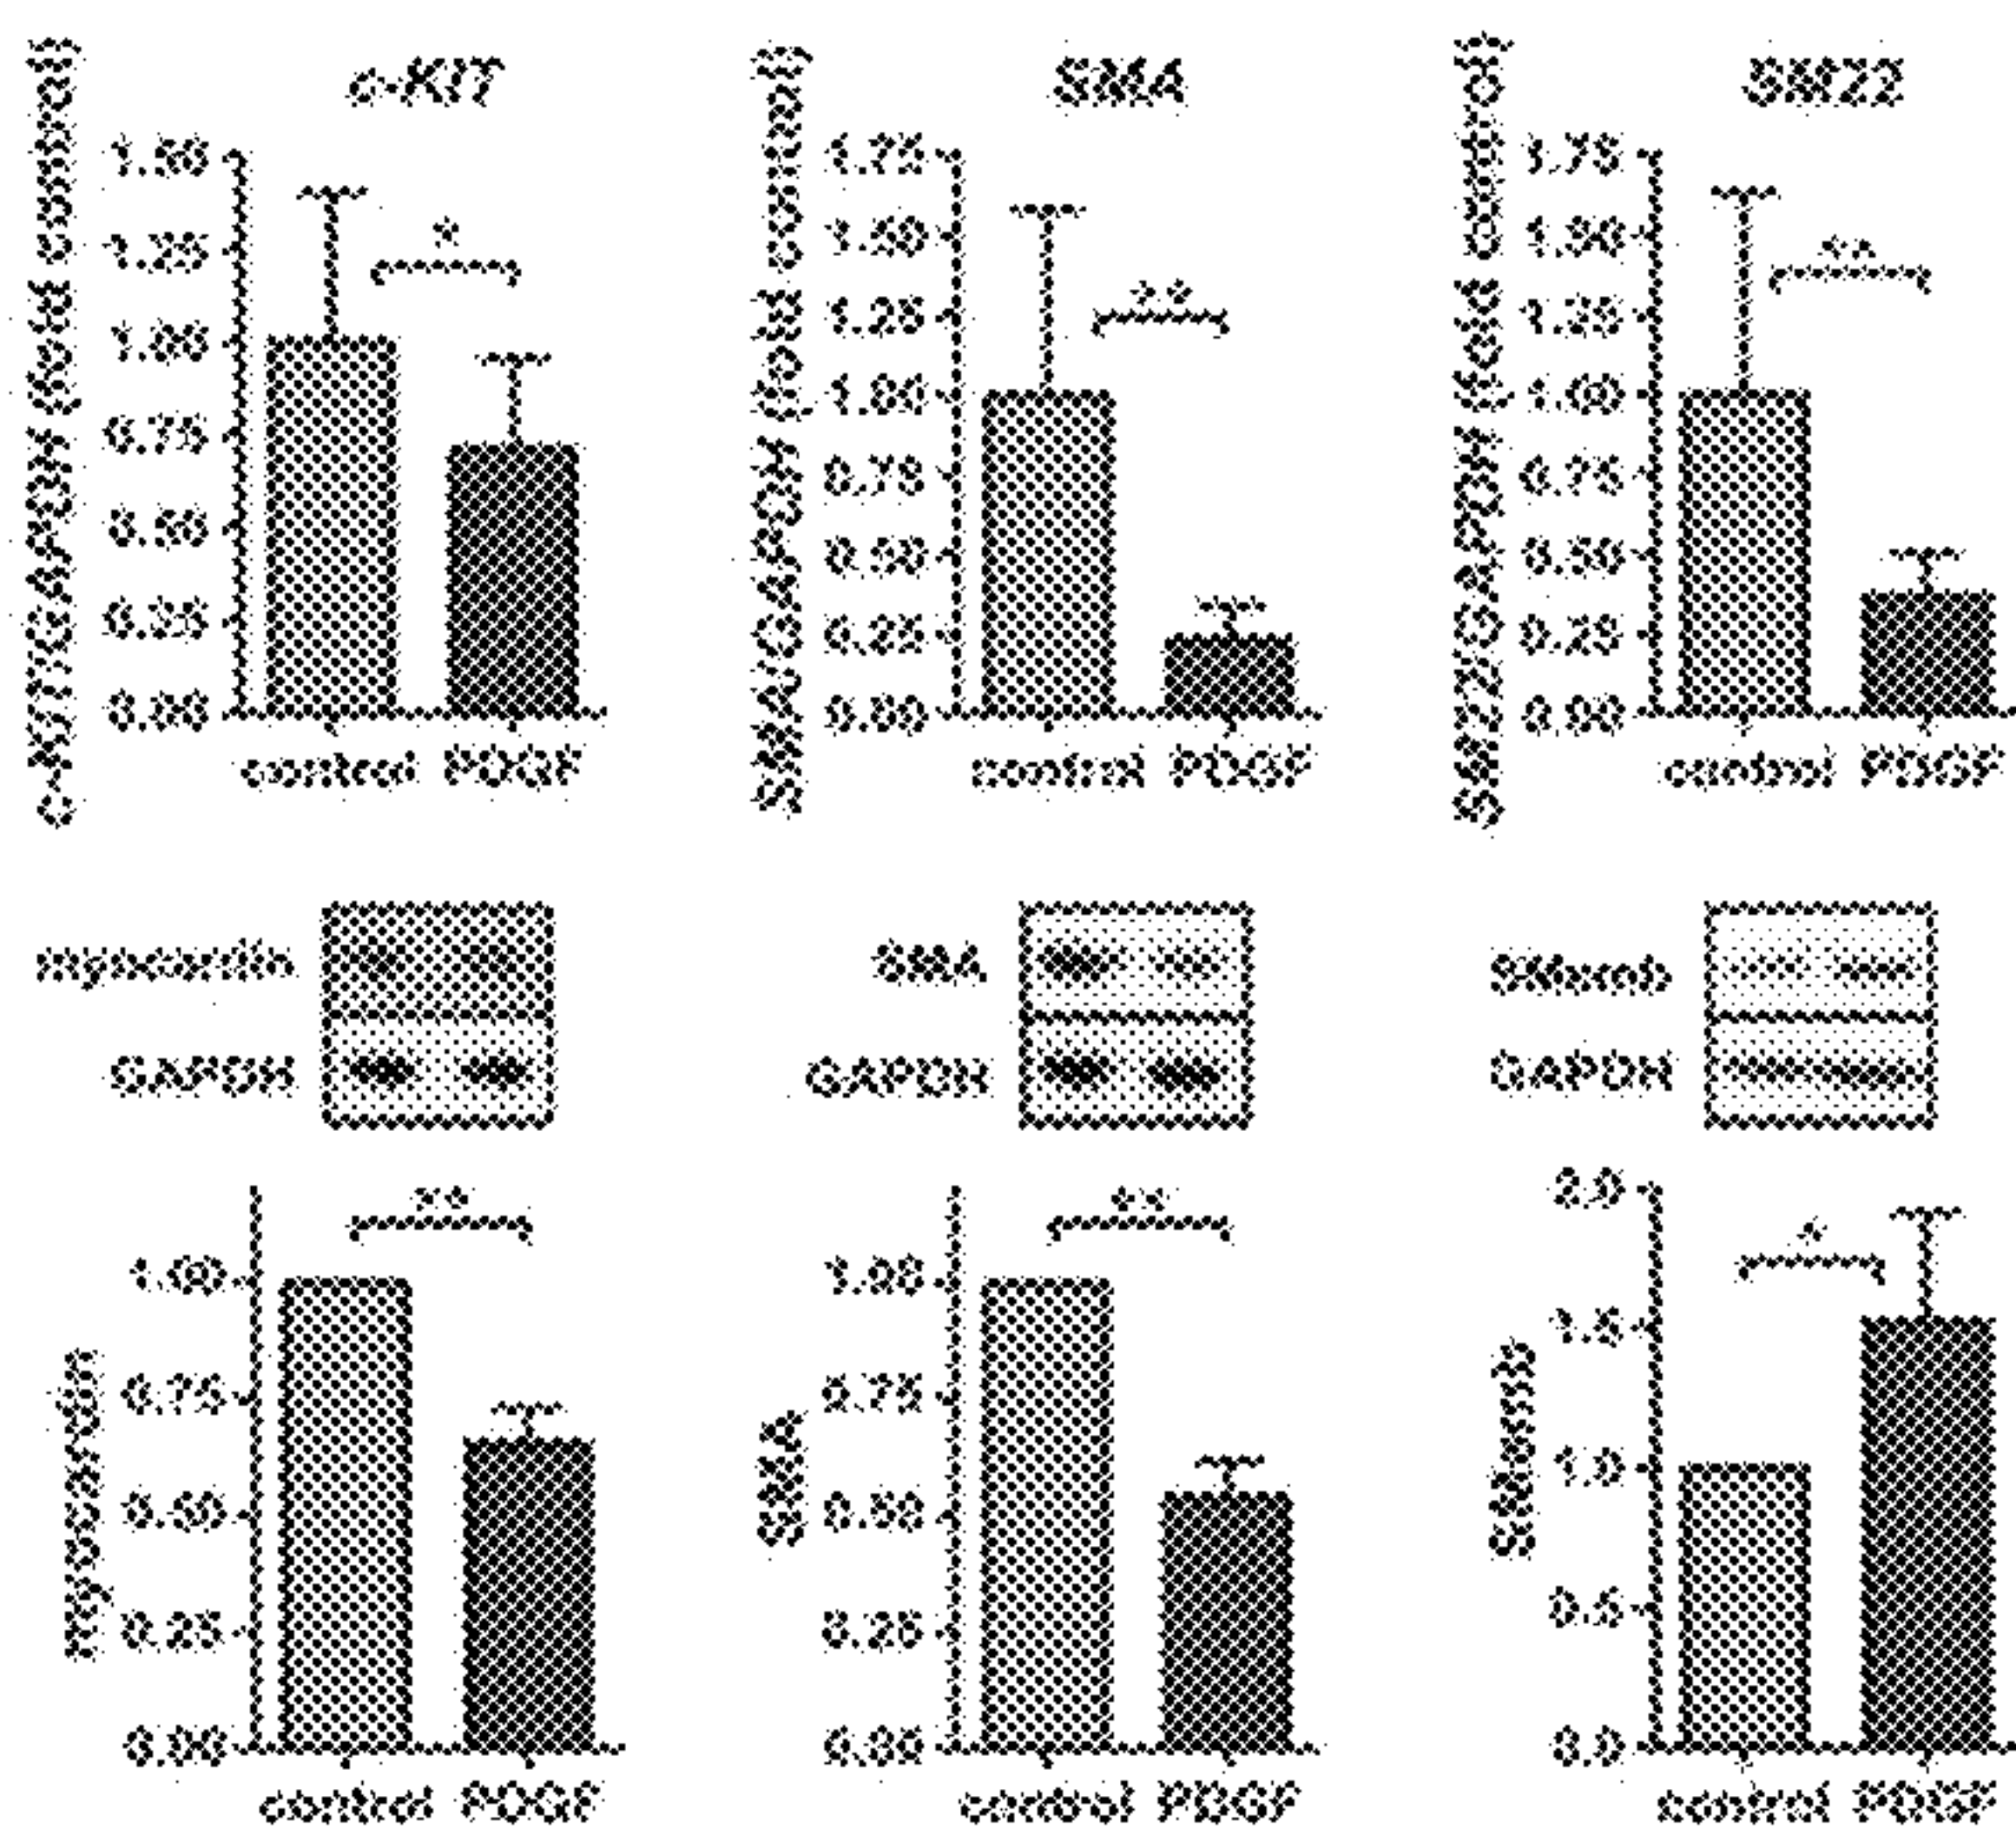 c-KIT
c-KIT/GAPDH (fold control)
1.50
1.25
1.00
0.75
0.50
0.25
0.00
*
control PDGF
SMA
SMA/GAPDH (fold control)
1.75
1.50
1.25
1.00
0.75
0.50
0.25
0.00
**
control PDGF
SM22
SM22/GAPDH (fold control)
1.75
1.50
1.25
1.00
0.75
0.50
0.25
0.00
**
control PDGF
myocardin
GAPDH
SMA
GAPDH
SMemb
GAPDH
myocardin
1.00
0.75
0.50
0.25
0.00
**
control PDGF
SMA
1.00
0.75
0.50
0.25
0.00
**
control PDGF
SMemb
2.0
1.5
1.0
0.5
0.0
*
control PDGF